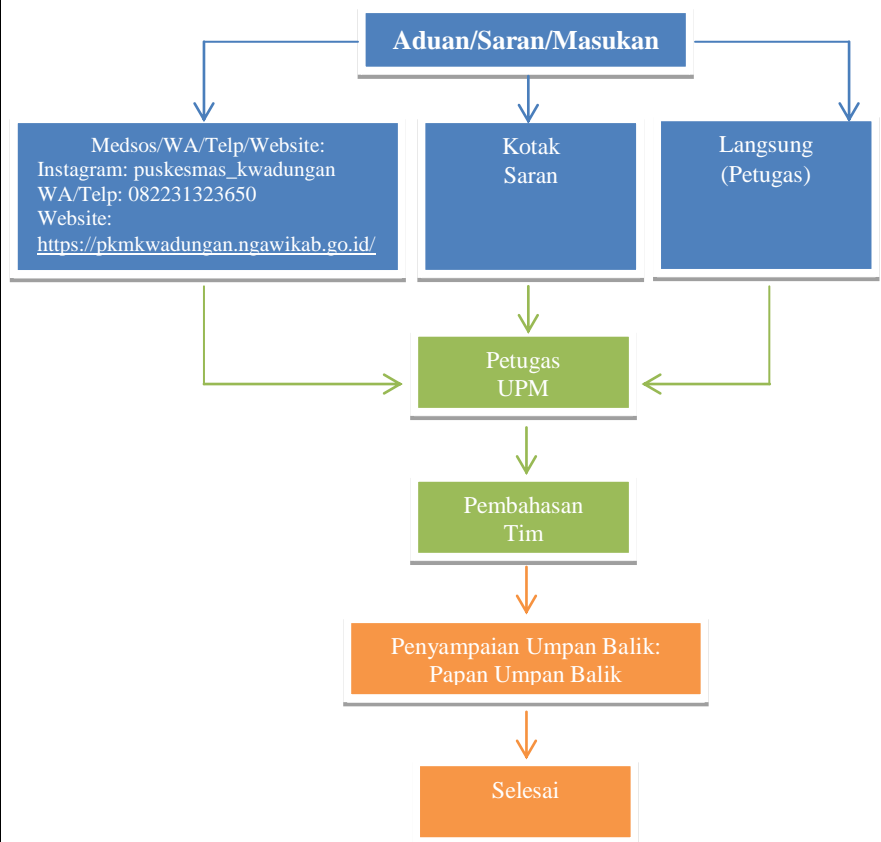 Aduan/Saran/Masukan
Medsos/WA/Telp/Website:
Instagram: puskesmas_kwadungan
WA/Telp: 082231323650
Website:
https://pkmkwadungan.ngawikab.go.id/
Kotak
Saran
Langsung
(Petugas)
Petugas
UPM
Pembahasan
Tim
Penyampaian Umpan Balik:
Papan Umpan Balik
Selesai